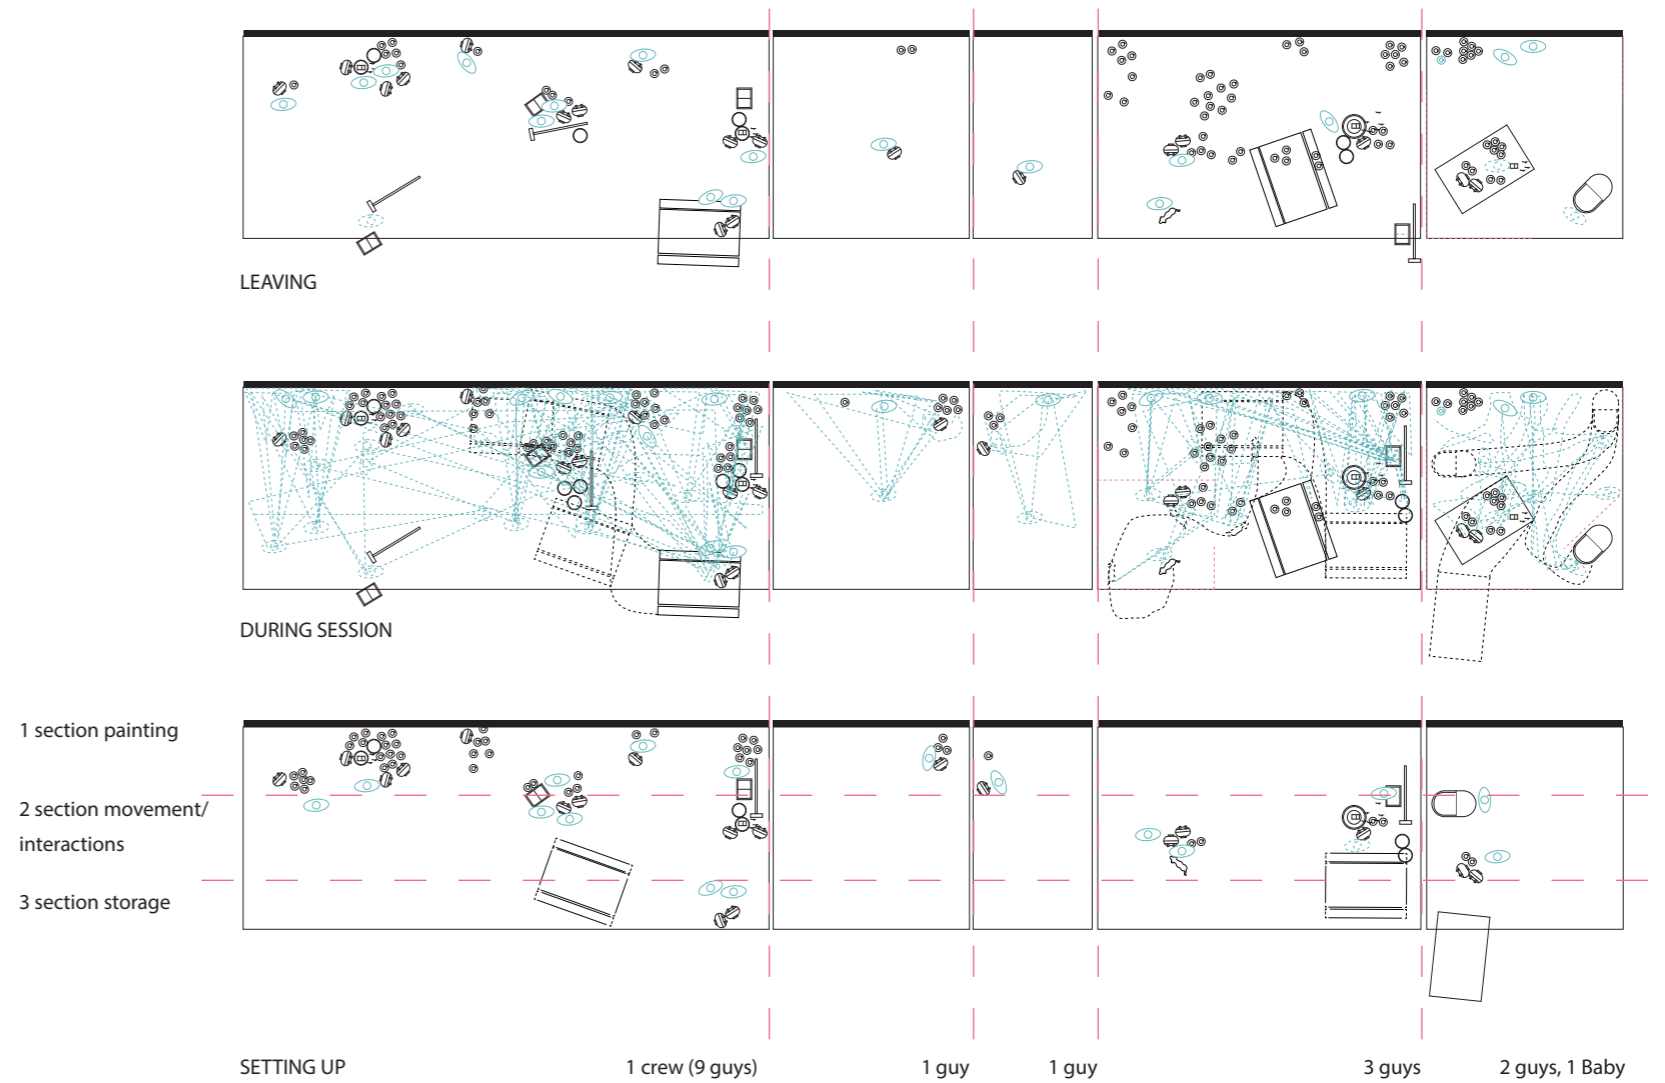 LEAVING
DURING SESSION
1 section painting
2 section movement/
interactions
3 section storage
SETTING UP
1 crew (9 guys)
1 guy
1 guy
3 guys
2 guys, 1 Baby